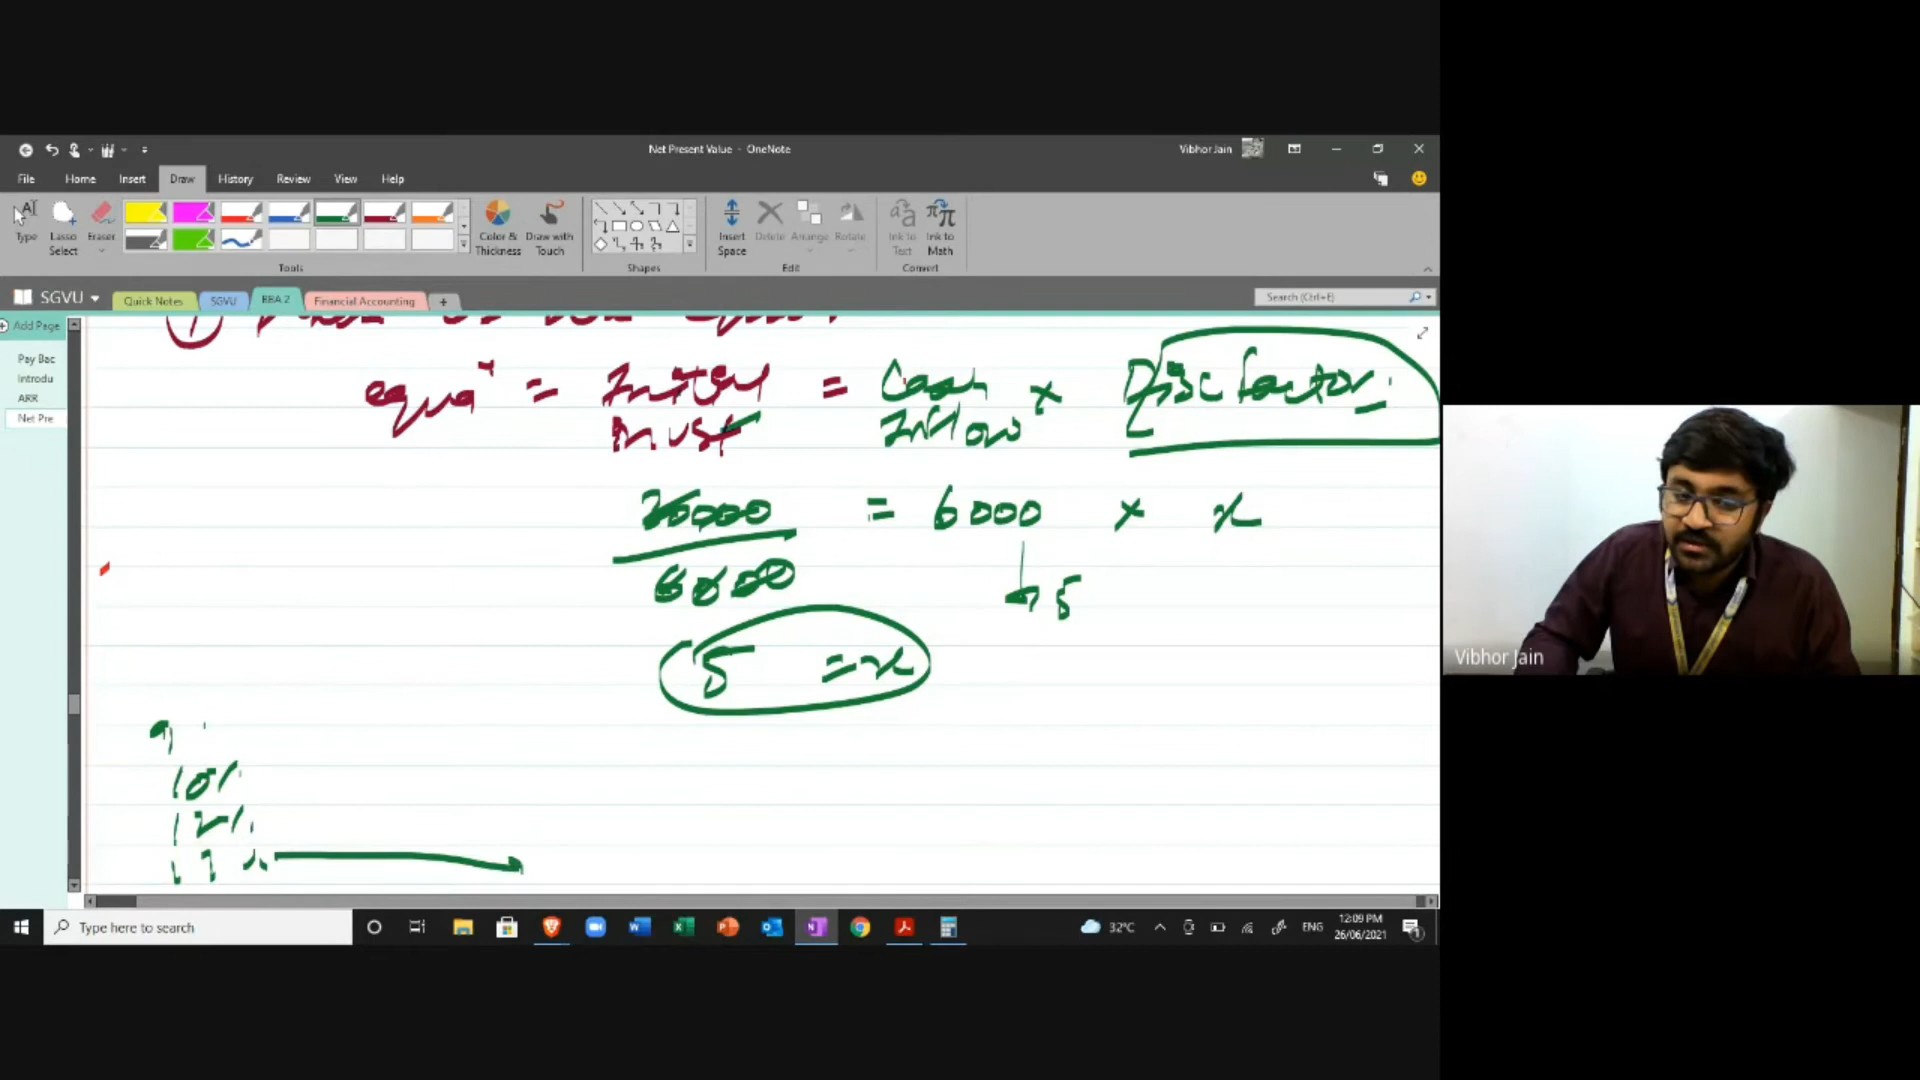 Net Present Value - OneNote
Vibhor Jain
File Home Insert Draw History Review View Help
Type Lasso Select Eraser
Color & Thickness Draw with Touch
Insert Space Delete Arrange Rotate
Ink to Text Ink to Math
Tools Shapes Edit Convert
SGVU Quick Notes SGVU BBA 2 Financial Accounting +
Search (Ctrl+E)
Add Page
Pay Bac
Introdu
ARR
Net Pre
= = Cash × Disc factor
Inflow
= 6000 × x
6000
5
5 = x
9
10%
12%
Vibhor Jain
Type here to search
32°C
ENG
12:09 PM
26/06/2021
1